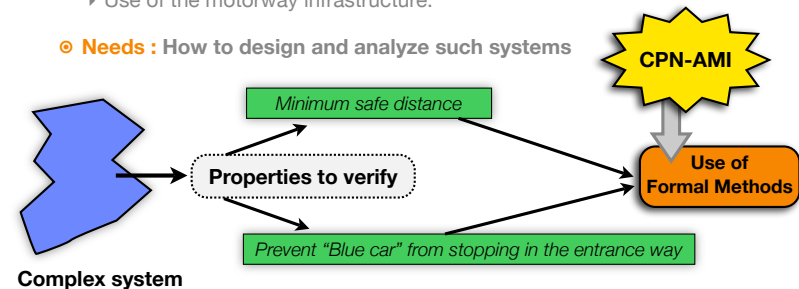 Use of the motorway infrastructure.
Needs : How to design and analyze such systems
CPN-AMI
Minimum safe distance
Properties to verify
Use of
Formal Methods
Prevent “Blue car” from stopping in the entrance way
Complex system